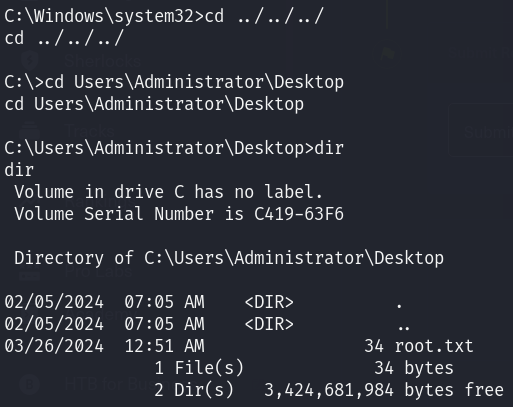 C:\Windows\system32>cd ../../../
cd ../../../
C:\>cd Users\Administrator\Desktop
cd Users\Administrator\Desktop
C:\Users\Administrator\Desktop>dir
dir
 Volume in drive C has no label.
 Volume Serial Number is C419-63F6
 Directory of C:\Users\Administrator\Desktop
02/05/2024  07:05 AM    <DIR>          .
02/05/2024  07:05 AM    <DIR>          ..
03/26/2024  12:51 AM                34 root.txt
               1 File(s)             34 bytes
               2 Dir(s)   3,424,681,984 bytes free